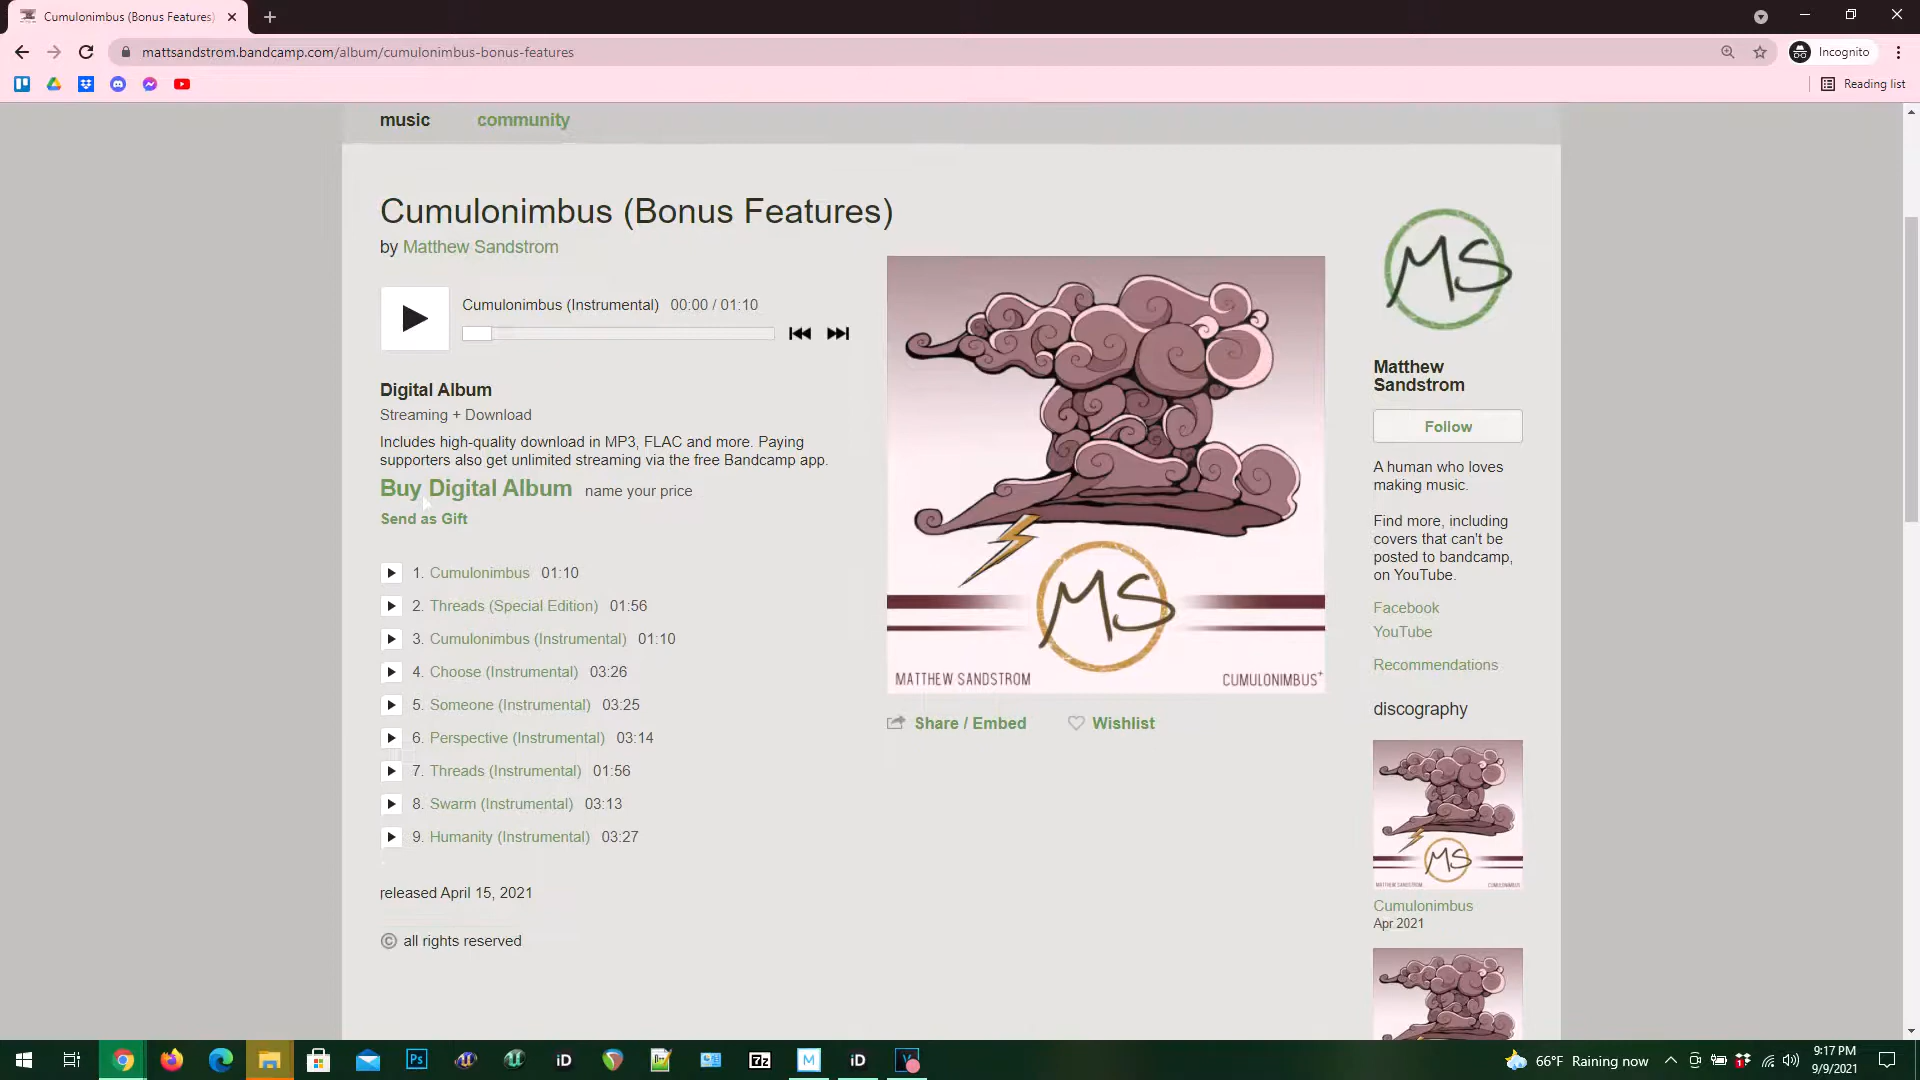 Cumulonimbus (Bonus Features)
mattsandstrom.bandcamp.com/album/cumulonimbus-bonus-features
Incognito
Reading list
music community
Cumulonimbus (Bonus Features)
by Matthew Sandstrom
Cumulonimbus (Instrumental) 00:00 / 01:10
Digital Album
Streaming + Download
Includes high-quality download in MP3, FLAC and more. Paying
supporters also get unlimited streaming via the free Bandcamp app.
Buy Digital Album name your price
Send as Gift
1. Cumulonimbus 01:10
2. Threads (Special Edition) 01:56
3. Cumulonimbus (Instrumental) 01:10
4. Choose (Instrumental) 03:26
5. Someone (Instrumental) 03:25
6. Perspective (Instrumental) 03:14
7. Threads (Instrumental) 01:56
8. Swarm (Instrumental) 03:13
9. Humanity (Instrumental) 03:27
released April 15, 2021
© all rights reserved
MS
MATTHEW SANDSTROM CUMULONIMBUS+
Share / Embed Wishlist
MS
Matthew
Sandstrom
Follow
A human who loves
making music.
Find more, including
covers that can't be
posted to bandcamp,
on YouTube.
Facebook
YouTube
Recommendations
discography
MS
MATTHEW SANDSTROM CUMULONIMBUS
Cumulonimbus
Apr 2021
Ps
iD
7z
M
iD
V
66°F Raining now
9:17 PM
9/9/2021